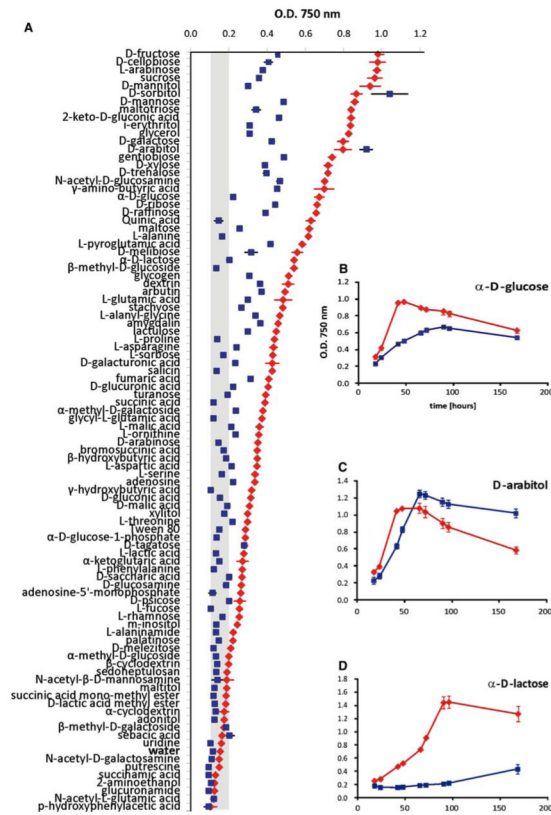 O.D. 750 nm
A
0.0 0.2 0.4 0.6 0.8 1.0 1.2
D-fructose
D-cellobiose
L-arabinose
sucrose
D-mannitol
D-sorbitol
D-mannose
maltotriose
2-keto-D-gluconic acid
i-erythritol
glycerol
D-galactose
D-arabitol
gentiobiose
D-xylose
D-trehalose
N-acetyl-D-glucosamine
γ-amino-butyric acid
α-D-glucose
D-ribose
D-raffinose
Quinic acid
maltose
L-alanine
L-pyroglutamic acid
D-melibiose
α-D-lactose
β-methyl-D-glucoside
glycogen
dextrin
arbutin
L-glutamic acid
stachyose
L-alanyl-glycine
amygdalin
lactulose
L-proline
L-asparagine
L-sorbose
D-galacturonic acid
salicin
fumaric acid
D-glucuronic acid
turanose
succinic acid
α-methyl-D-galactoside
glycyl-L-glutamic acid
L-malic acid
L-ornithine
D-arabinose
bromosuccinic acid
β-hydroxybutyric acid
L-aspartic acid
L-serine
adenosine
γ-hydroxybutyric acid
D-gluconic acid
D-malic acid
xylitol
L-threonine
Tween 80
α-D-glucose-1-phosphate
D-tagatose
L-lactic acid
α-ketoglutaric acid
L-phenylalanine
D-saccharic acid
D-glucosamine
adenosine-5'-monophosphate
D-psicose
L-fucose
L-rhamnose
m-inositol
L-alaninamide
palatinose
D-melezitose
α-methyl-D-glucoside
β-cyclodextrin
sedoheptulosan
N-acetyl-β-D-mannosamine
maltitol
succinic acid mono-methyl ester
D-lactic acid methyl ester
α-cyclodextrin
adonitol
β-methyl-D-galactoside
sebacic acid
uridine
water
N-acetyl-D-galactosamine
putrescine
succinamic acid
2-aminoethanol
glucuronamide
N-acetyl-L-glutamic acid
p-hydroxyphenylacetic acid
B
α-D-glucose
O.D. 750 nm
1.2
1.0
0.8
0.6
0.4
0.2
0.0
0 50 100 150 200
time [hours]
C
D-arabitol
1.4
1.2
1.0
0.8
0.6
0.4
0.2
0.0
0 50 100 150 200
D
α-D-lactose
1.8
1.6
1.4
1.2
1.0
0.8
0.6
0.4
0.2
0.0
0 50 100 150 200